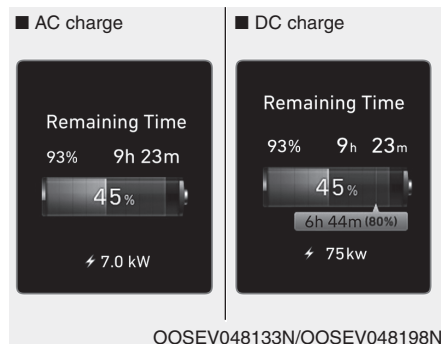 ■ AC charge
Remaining Time
93% 9h 23m
45%
7.0 kW
■ DC charge
Remaining Time
93% 9h 23m
45%
6h 44m (80%)
75kw
OOSEV048133N/OOSEV048198N